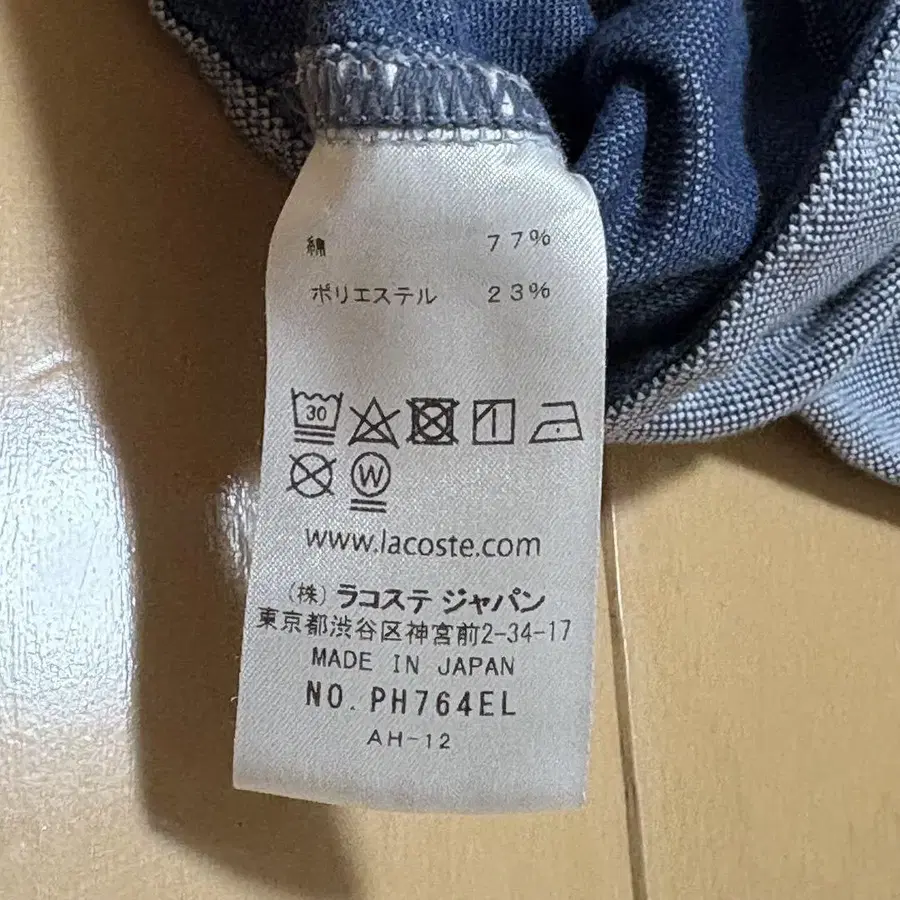 綿 77%
ポリエステル 23%
30
W
www.lacoste.com
(株) ラコステ ジャパン
東京都渋谷区神宮前2-34-17
MADE IN JAPAN
NO. PH764EL
AH-12